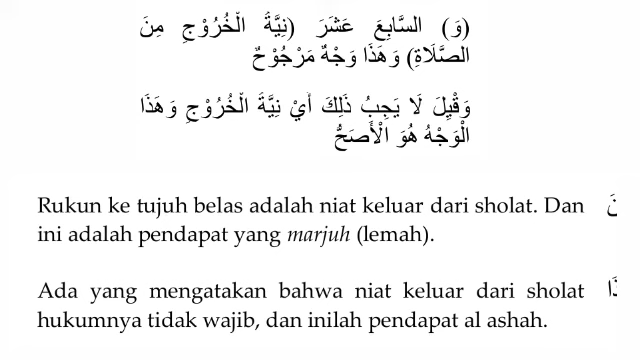 (وَ) السَّابِعَ عَشَرَ (نِيَّةُ الْخُرُوْجِ مِنَ
الصَّلَاةِ) وَهَذَا وَجْهٌ مَرْجُوْحٌ
وَقِيْلَ لَا يَجِبُ ذَلِكَ أَيْ نِيَّةَ الْخُرُوْجِ وَهَذَا
الْوَجْهُ هُوَ الْأَصَحُّ
Rukun ke tujuh belas adalah niat keluar dari sholat. Dan
ini adalah pendapat yang marjuh (lemah).
Ada yang mengatakan bahwa niat keluar dari sholat
hukumnya tidak wajib, dan inilah pendapat al ashah.